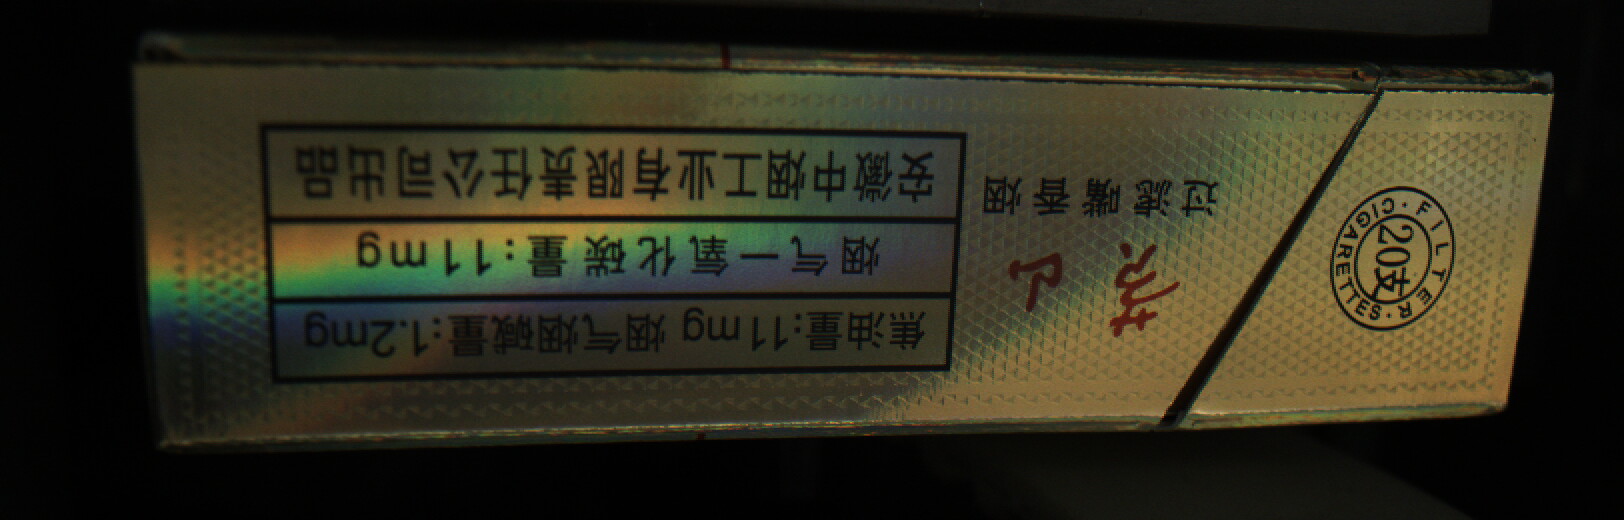 FILTER·CIGARETTES·
20支
黄山
过滤嘴香烟
焦油量:11mg 烟气烟碱量:1.2mg
烟气一氧化碳量:11mg
安徽中烟工业有限责任公司出品